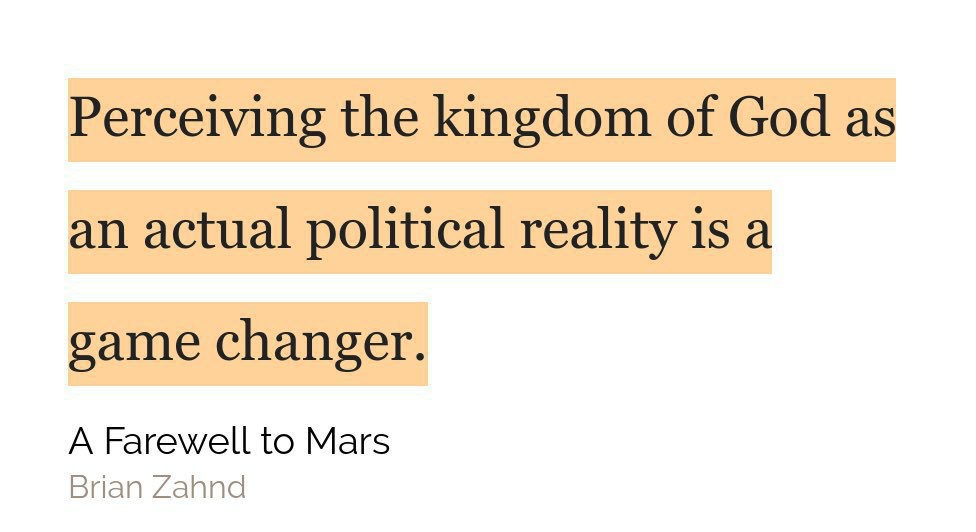 Perceiving the kingdom of God as
an actual political reality is a
game changer.
A Farewell to Mars
Brian Zahnd